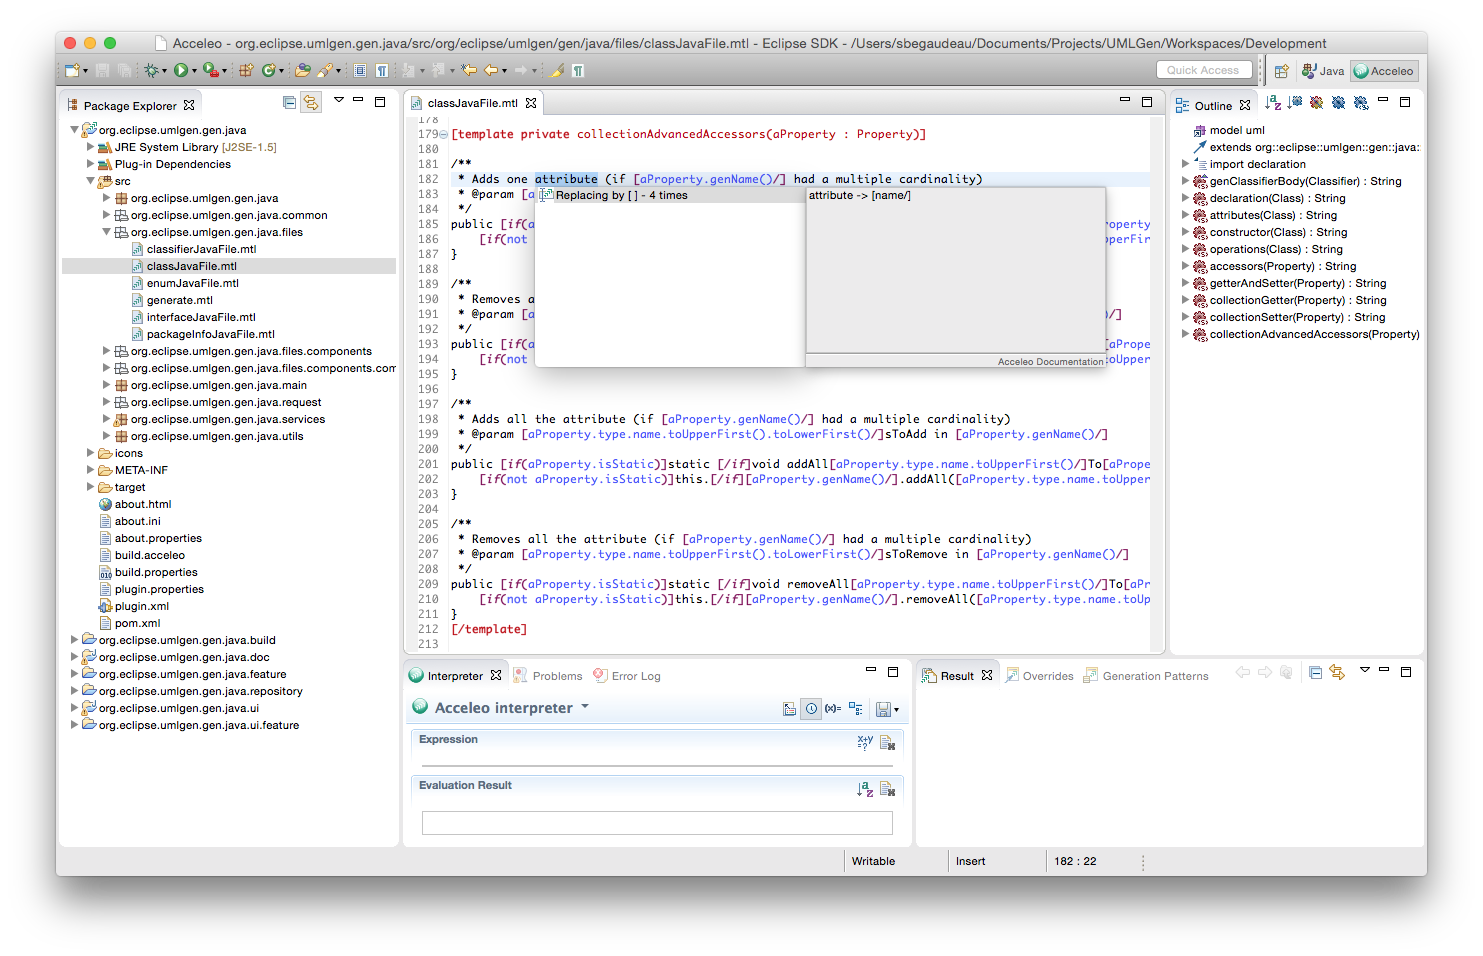 Acceleo - org.eclipse.umlgen.gen.java/src/org/eclipse/umlgen/gen/java/files/classJavaFile.mtl - Eclipse SDK - /Users/sbegaudeau/Documents/Projects/UMLGen/Workspaces/Development
Quick Access
Java
Acceleo
Package Explorer
org.eclipse.umlgen.gen.java
JRE System Library [J2SE-1.5]
Plug-in Dependencies
src
org.eclipse.umlgen.gen.java
org.eclipse.umlgen.gen.java.common
org.eclipse.umlgen.gen.java.files
classifierJavaFile.mtl
classJavaFile.mtl
enumJavaFile.mtl
generate.mtl
interfaceJavaFile.mtl
packageInfoJavaFile.mtl
org.eclipse.umlgen.gen.java.files.components
org.eclipse.umlgen.gen.java.files.components.com
org.eclipse.umlgen.gen.java.main
org.eclipse.umlgen.gen.java.request
org.eclipse.umlgen.gen.java.services
org.eclipse.umlgen.gen.java.utils
icons
META-INF
target
about.html
about.ini
about.properties
build.acceleo
build.properties
plugin.properties
plugin.xml
pom.xml
org.eclipse.umlgen.gen.java.build
org.eclipse.umlgen.gen.java.doc
org.eclipse.umlgen.gen.java.feature
org.eclipse.umlgen.gen.java.repository
org.eclipse.umlgen.gen.java.ui
org.eclipse.umlgen.gen.java.ui.feature
classJavaFile.mtl
178
179 [template private collectionAdvancedAccessors(aProperty : Property)]
180
181 /**
182 * Adds one attribute (if [aProperty.genName()/] had a multiple cardinality)
183 * @param [a
184 */
185 public [if(a roperty
186 [if(not upperFir
187 }
188
189 /**
190 * Removes a
191 * @param [a )/]
192 */
193 public [if(a [aPrope
194 [if(not toUpper
195 }
196
197 /**
198 * Adds all the attribute (if [aProperty.genName()/] had a multiple cardinality)
199 * @param [aProperty.type.name.toUpperFirst().toLowerFirst()/]sToAdd in [aProperty.genName()/]
200 */
201 public [if(aProperty.isStatic)]static [/if]void addAll[aProperty.type.name.toUpperFirst()/]To[aPrope
202 [if(not aProperty.isStatic)]this.[/if][aProperty.genName()/].addAll([aProperty.type.name.toUpper
203 }
204
205 /**
206 * Removes all the attribute (if [aProperty.genName()/] had a multiple cardinality)
207 * @param [aProperty.type.name.toUpperFirst().toLowerFirst()/]sToRemove in [aProperty.genName()/]
208 */
209 public [if(aProperty.isStatic)]static [/if]void removeAll[aProperty.type.name.toUpperFirst()/]To[aPr
210 [if(not aProperty.isStatic)]this.[/if][aProperty.genName()/].removeAll([aProperty.type.name.toUp
211 }
212 [/template]
213
Replacing by [ ] - 4 times
attribute -> [name/]
Acceleo Documentation
Outline
model uml
extends org::eclipse::umlgen::gen::java::
import declaration
genClassifierBody(Classifier) : String
declaration(Class) : String
attributes(Class) : String
constructor(Class) : String
operations(Class) : String
accessors(Property) : String
getterAndSetter(Property) : String
collectionGetter(Property) : String
collectionSetter(Property) : String
collectionAdvancedAccessors(Property)
Interpreter
Problems
Error Log
Acceleo interpreter
Expression
Evaluation Result
Result
Overrides
Generation Patterns
Writable
Insert
182 : 22